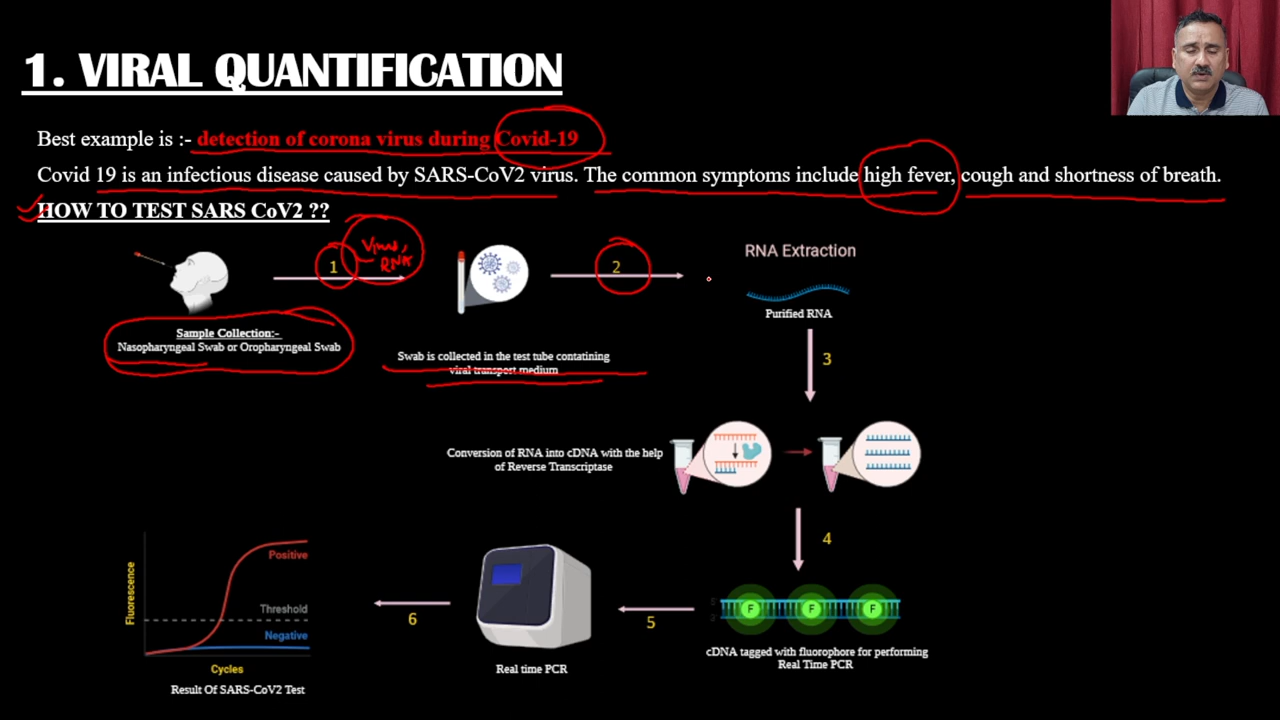 1. VIRAL QUANTIFICATION
Best example is :- detection of corona virus during Covid-19
Covid 19 is an infectious disease caused by SARS-CoV2 virus. The common symptoms include high fever, cough and shortness of breath.
HOW TO TEST SARS CoV2 ??
1
Virus,
RNA
2
RNA Extraction
Purified RNA
Sample Collection:-
Nasopharyngeal Swab or Oropharyngeal Swab
Swab is collected in the test tube contatining
viral transport medium
3
Conversion of RNA into cDNA with the help
of Reverse Transcriptase
4
F F F
cDNA tagged with fluorophore for performing
Real Time PCR
5
Real time PCR
6
Fluorescence
Positive
Threshold
Negative
Cycles
Result Of SARS-CoV2 Test